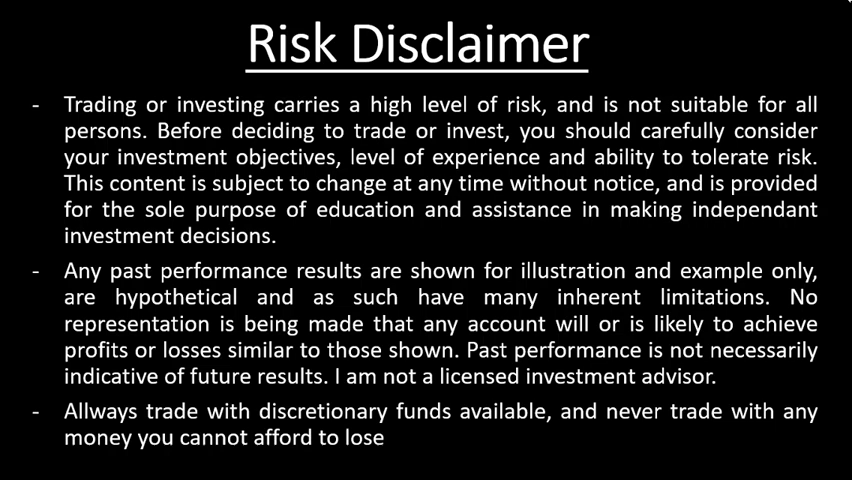 Risk Disclaimer
- Trading or investing carries a high level of risk, and is not suitable for all
persons. Before deciding to trade or invest, you should carefully consider
your investment objectives, level of experience and ability to tolerate risk.
This content is subject to change at any time without notice, and is provided
for the sole purpose of education and assistance in making independant
investment decisions.
- Any past performance results are shown for illustration and example only,
are hypothetical and as such have many inherent limitations. No
representation is being made that any account will or is likely to achieve
profits or losses similar to those shown. Past performance is not necessarily
indicative of future results. I am not a licensed investment advisor.
- Allways trade with discretionary funds available, and never trade with any
money you cannot afford to lose